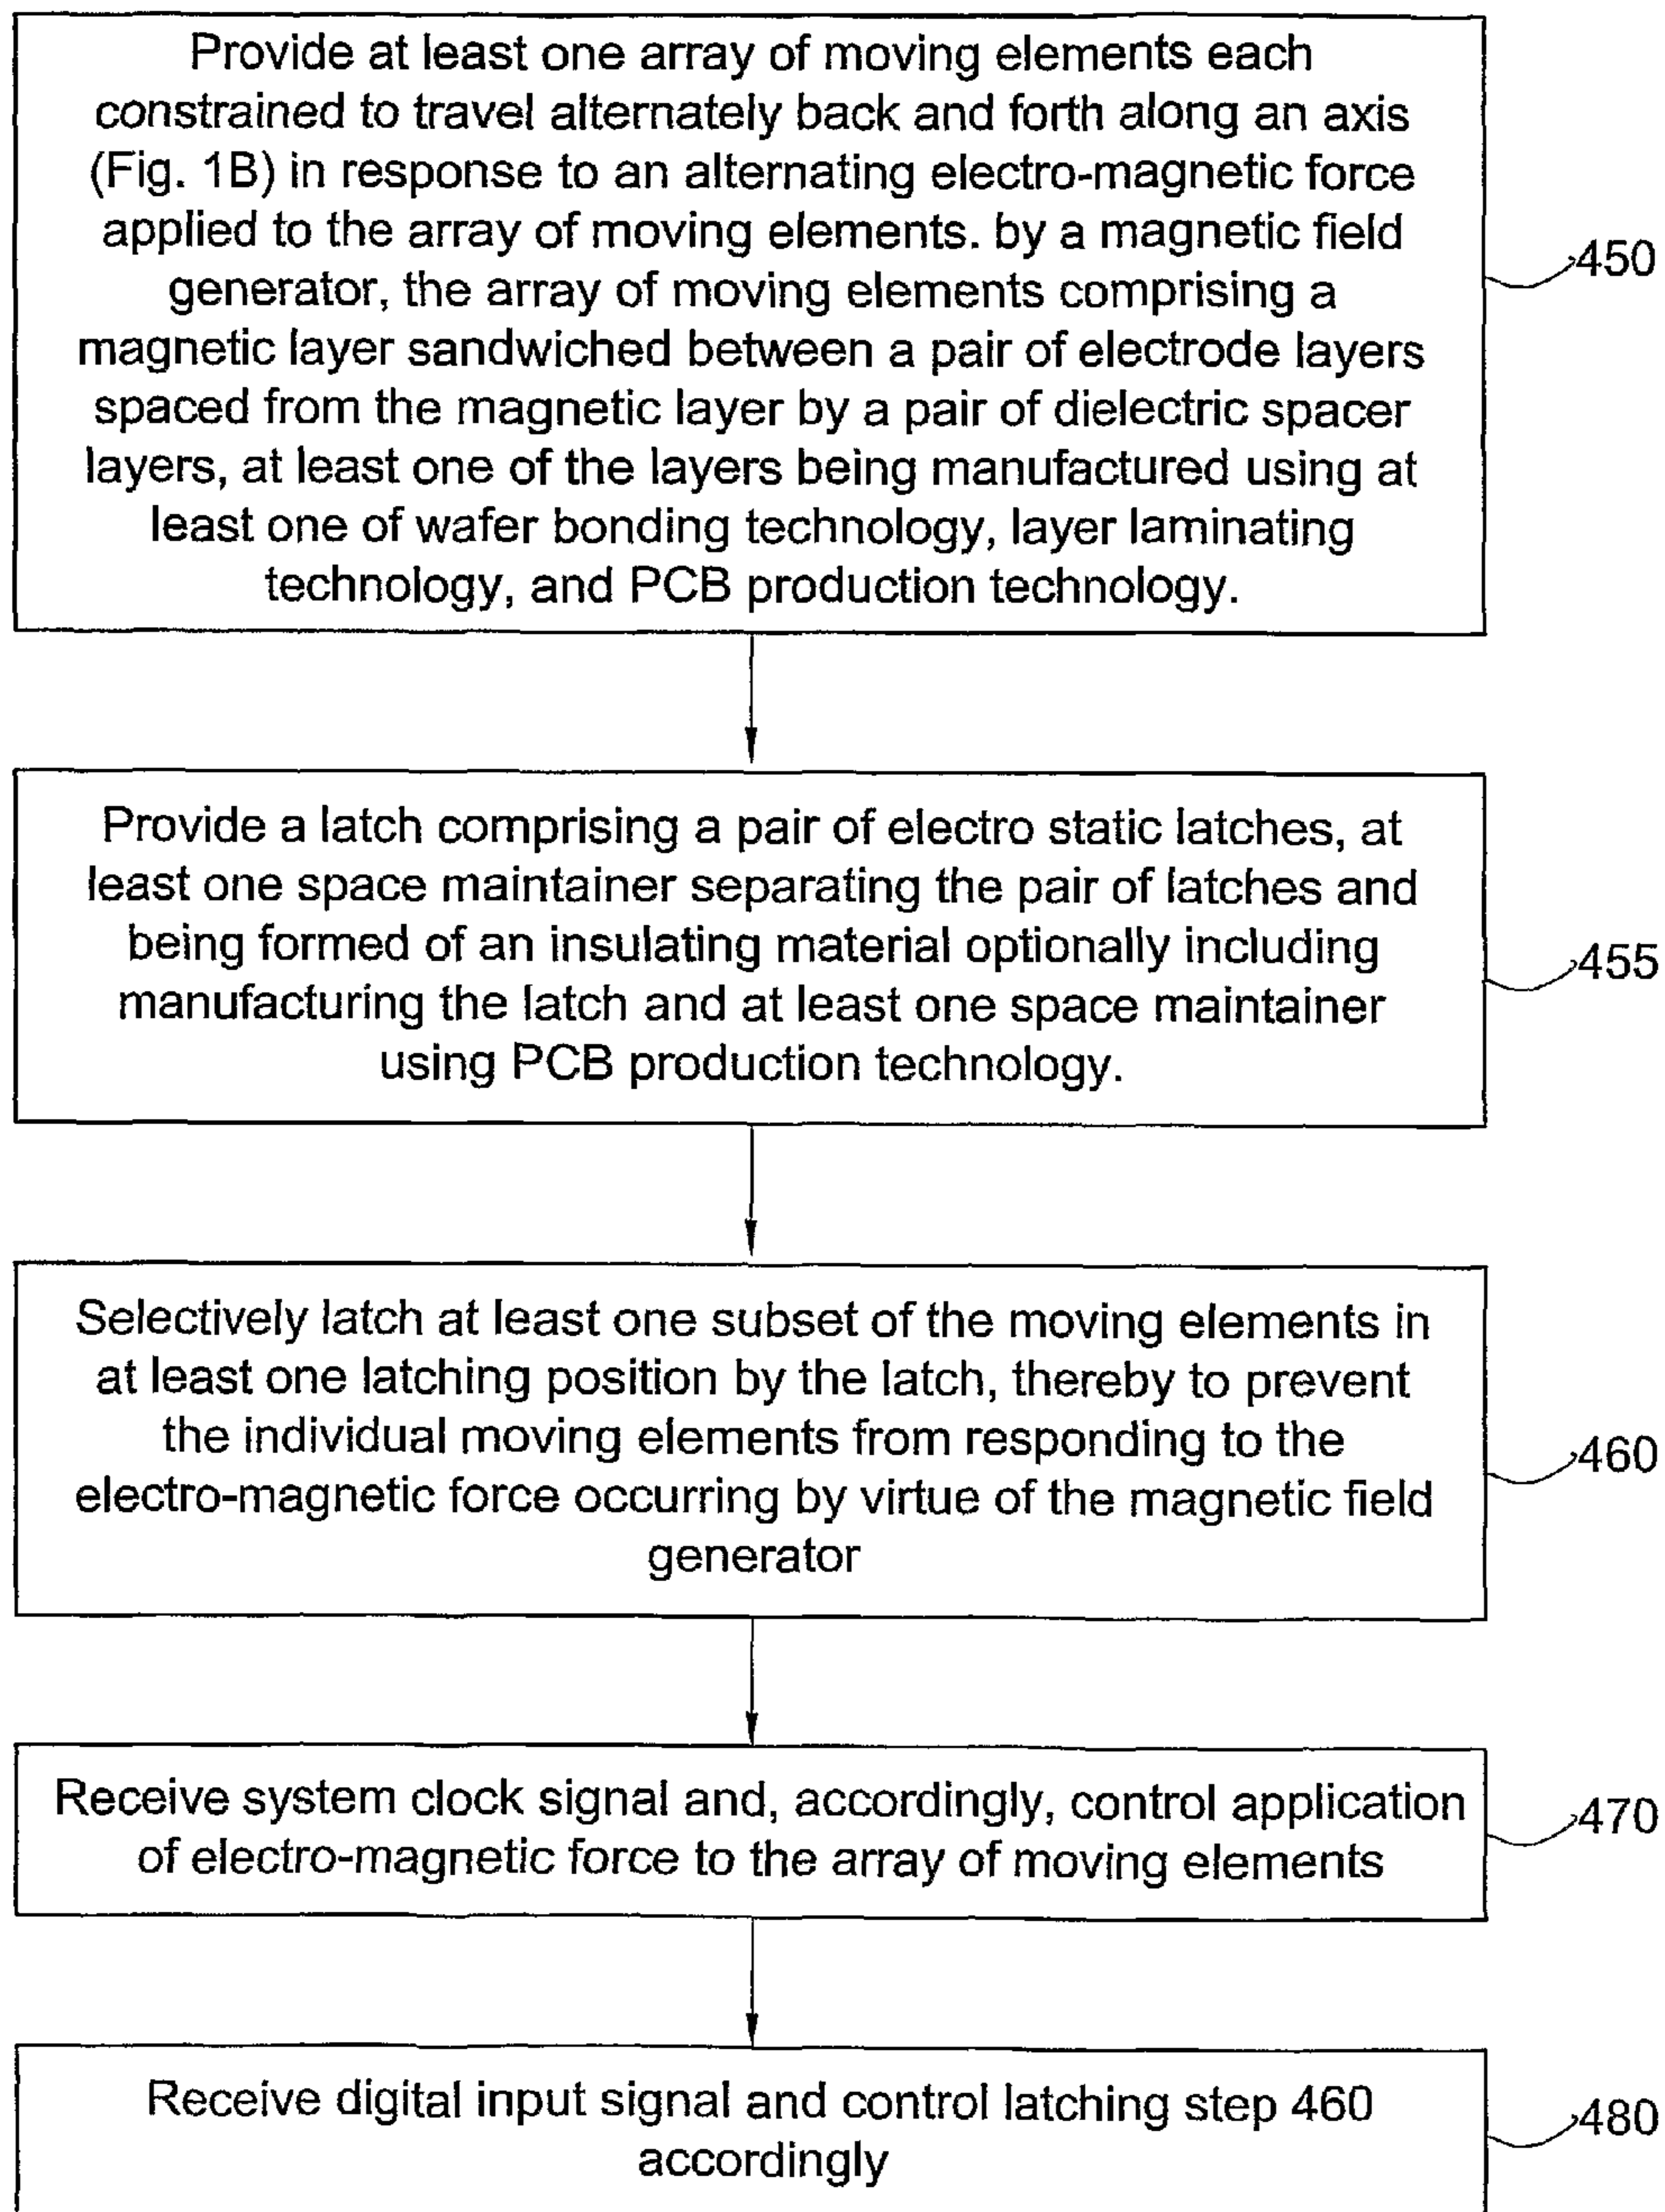 Provide at least one array of moving elements each
constrained to travel alternately back and forth along an axis
(Fig. 1B) in response to an alternating electro-magnetic force
applied to the array of moving elements. by a magnetic field
generator, the array of moving elements comprising a
magnetic layer sandwiched between a pair of electrode layers
spaced from the magnetic layer by a pair of dielectric spacer
layers, at least one of the layers being manufactured using at
least one of wafer bonding technology, layer laminating
technology, and PCB production technology.
450
Provide a latch comprising a pair of electro static latches, at
least one space maintainer separating the pair of latches and
being formed of an insulating material optionally including
manufacturing the latch and at least one space maintainer
using PCB production technology.
455
Selectively latch at least one subset of the moving elements in
at least one latching position by the latch, thereby to prevent
the individual moving elements from responding to the
electro-magnetic force occurring by virtue of the magnetic field
generator
460
Receive system clock signal and, accordingly, control application
of electro-magnetic force to the array of moving elements
470
Receive digital input signal and control latching step 460
accordingly
480